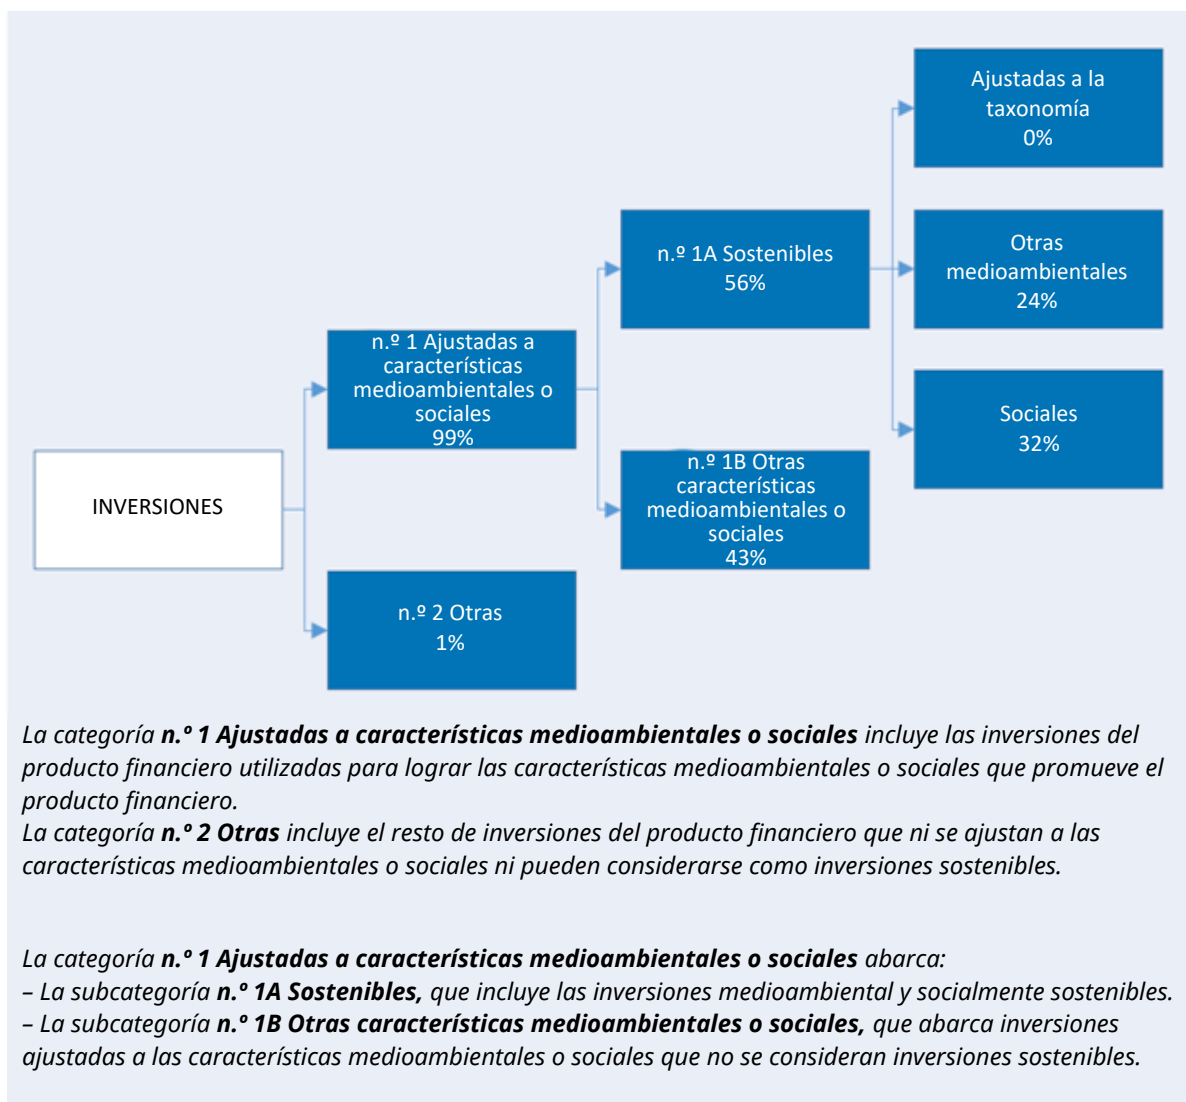 Ajustadas a la
taxonomía
0%
n.º 1A Sostenibles
56%
Otras
medioambientales
24%
n.º 1 Ajustadas a
características
medioambientales o
sociales
99%
Sociales
32%
n.º 1B Otras
características
medioambientales o
sociales
43%
INVERSIONES
n.º 2 Otras
1%
La categoría n.º 1 Ajustadas a características medioambientales o sociales incluye las inversiones del
producto financiero utilizadas para lograr las características medioambientales o sociales que promueve el
producto financiero.
La categoría n.º 2 Otras incluye el resto de inversiones del producto financiero que ni se ajustan a las
características medioambientales o sociales ni pueden considerarse como inversiones sostenibles.
La categoría n.º 1 Ajustadas a características medioambientales o sociales abarca:
– La subcategoría n.º 1A Sostenibles, que incluye las inversiones medioambiental y socialmente sostenibles.
– La subcategoría n.º 1B Otras características medioambientales o sociales, que abarca inversiones
ajustadas a las características medioambientales o sociales que no se consideran inversiones sostenibles.